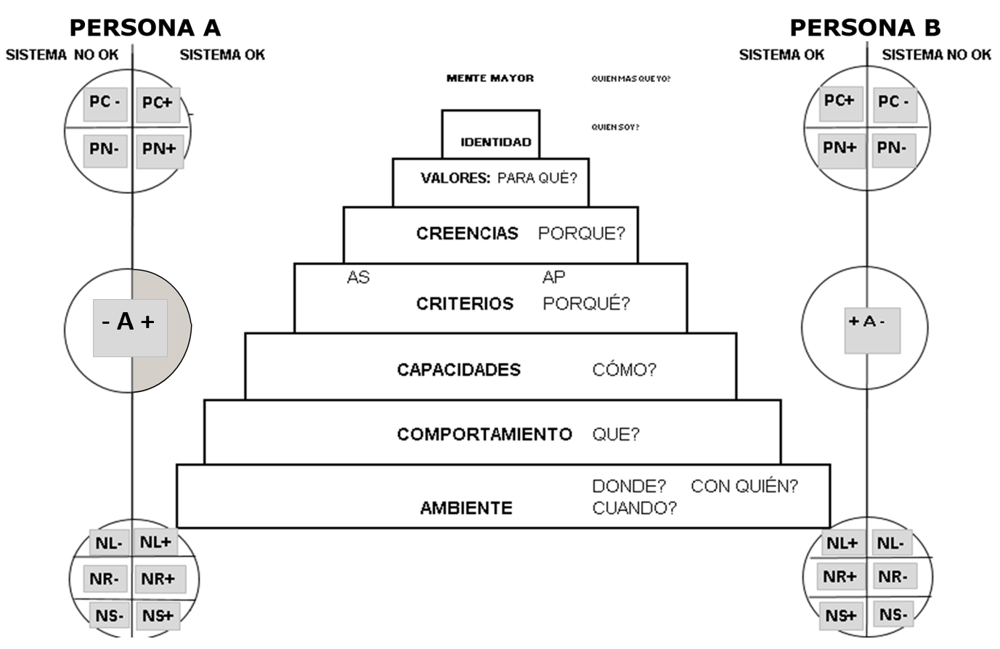 PERSONA A
SISTEMA NO OK SISTEMA OK
PC - PC+
PN- PN+
- A +
NL- NL+
NR- NR+
NS- NS+
MENTE MAYOR QUIEN MAS QUE YO?
QUIEN SOY?
IDENTIDAD
VALORES: PARA QUÈ?
CREENCIAS PORQUE?
AS AP
CRITERIOS PORQUÉ?
CAPACIDADES CÓMO?
COMPORTAMIENTO QUE?
DONDE? CON QUIÉN?
AMBIENTE CUANDO?
PERSONA B
SISTEMA OK SISTEMA NO OK
PC+ PC -
PN+ PN-
+ A -
NL+ NL-
NR+ NR-
NS+ NS-